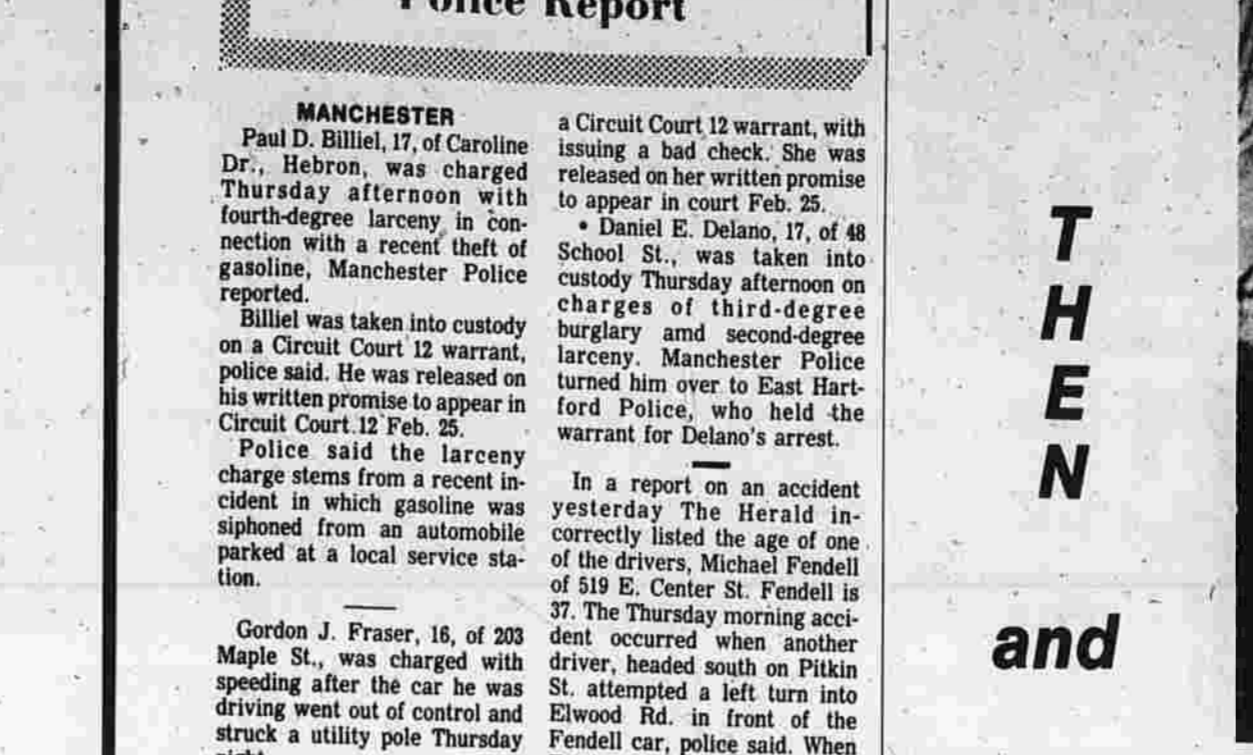 Police Report
MANCHESTER
Paul D. Billiel, 17, of Caroline
Dr., Hebron, was charged
Thursday afternoon with
fourth-degree larceny in con-
nection with a recent theft of
gasoline, Manchester Police
reported.
Billiel was taken into custody
on a Circuit Court 12 warrant,
police said. He was released on
his written promise to appear in
Circuit Court 12 Feb. 25.
Police said the larceny
charge stems from a recent in-
cident in which gasoline was
siphoned from an automobile
parked at a local service sta-
tion.
Gordon J. Fraser, 16, of 203
Maple St., was charged with
speeding after the car he was
driving went out of control and
struck a utility pole Thursday
a Circuit Court 12 warrant, with
issuing a bad check. She was
released on her written promise
to appear in court Feb. 25.
• Daniel E. Delano, 17, of 48
School St., was taken into
custody Thursday afternoon on
charges of third-degree
burglary amd second-degree
larceny. Manchester Police
turned him over to East Hart-
ford Police, who held the
warrant for Delano's arrest.
In a report on an accident
yesterday The Herald in-
correctly listed the age of one
of the drivers, Michael Fendell
of 519 E. Center St. Fendell is
37. The Thursday morning acci-
dent occurred when another
driver, headed south on Pitkin
St. attempted a left turn into
Elwood Rd. in front of the
Fendell car, police said. When
T
H
E
N
and